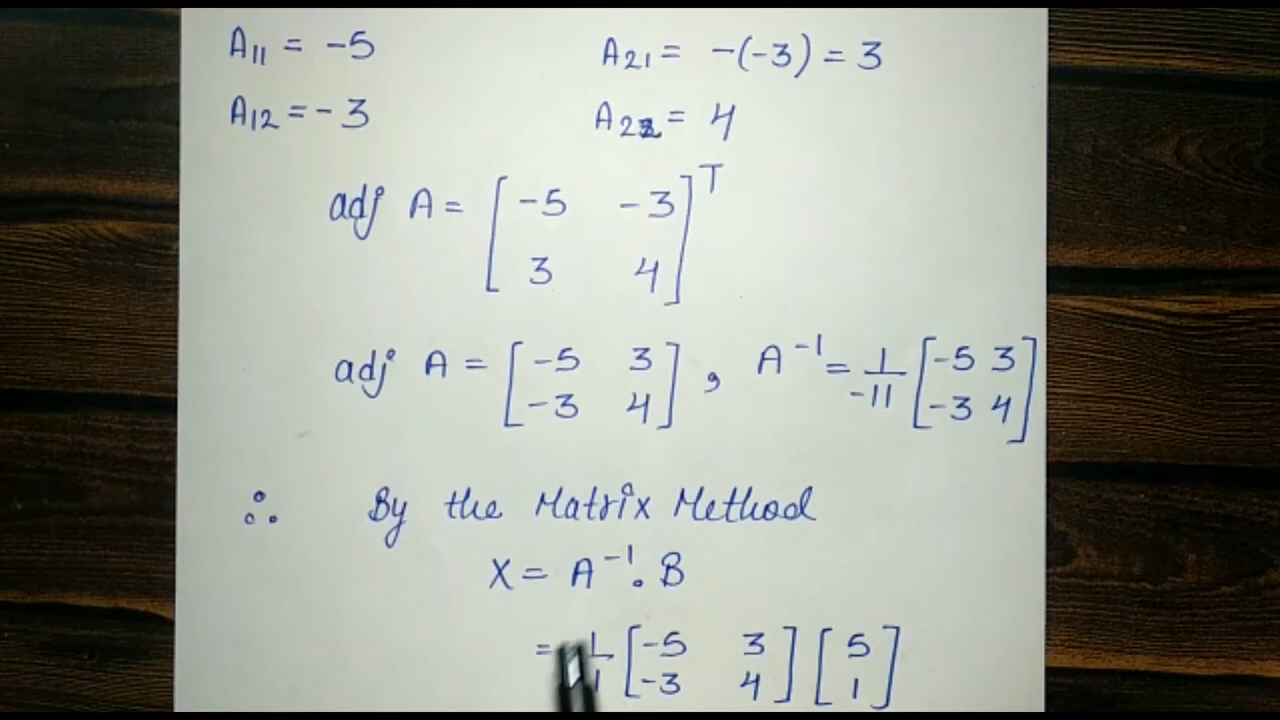 A11 = -5 A21 = -(-3) = 3
A12 = -3 A22 = 4
adj A = [-5 -3
3 4]^T
adj A = [-5 3
-3 4] , A^-1 = 1/-11 [-5 3
-3 4]
∴ By the Matrix Method
X = A^-1 . B
= [-5 3
-3 4] [5
1]